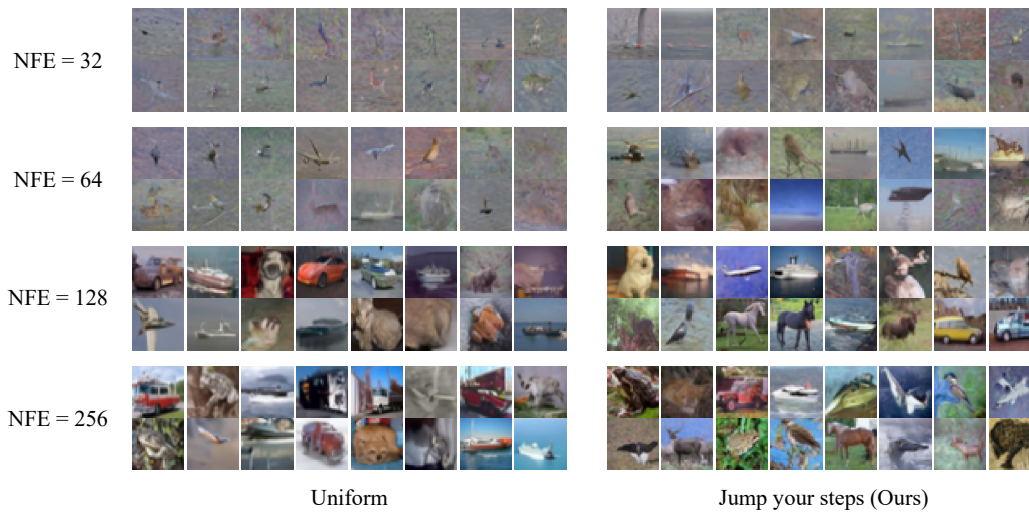 NFE = 32
NFE = 64
NFE = 128
NFE = 256
Uniform
Jump your steps (Ours)